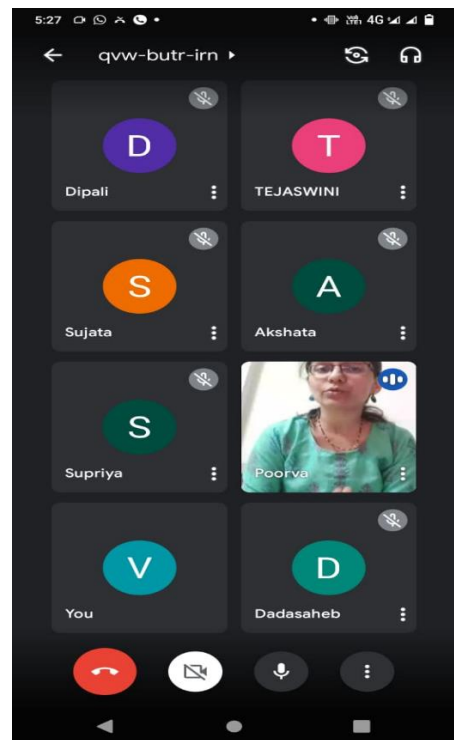 5:27 4G
qvw-butr-irn
D T
Dipali TEJASWINI
S A
Sujata Akshata
S
Supriya Poorva
V D
You Dadasaheb